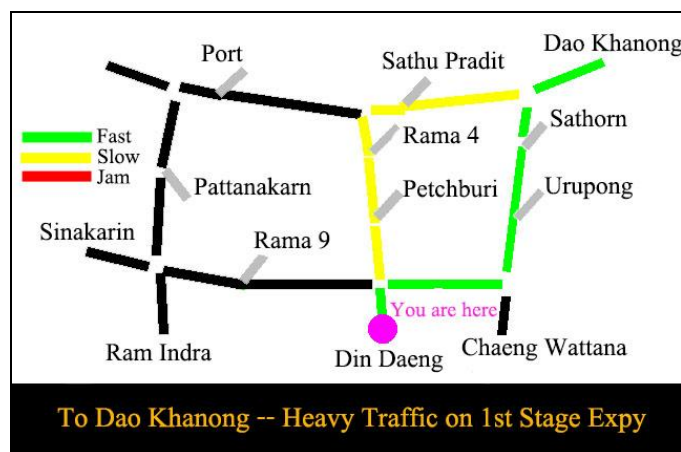 Port
Sathu Pradit
Dao Khanong
Fast
Slow
Jam
Rama 4
Sathorn
Pattanakarn
Petchburi
Urupong
Sinakarin
Rama 9
You are here
Ram Indra
Din Daeng
Chaeng Wattana
To Dao Khanong -- Heavy Traffic on 1st Stage Expy